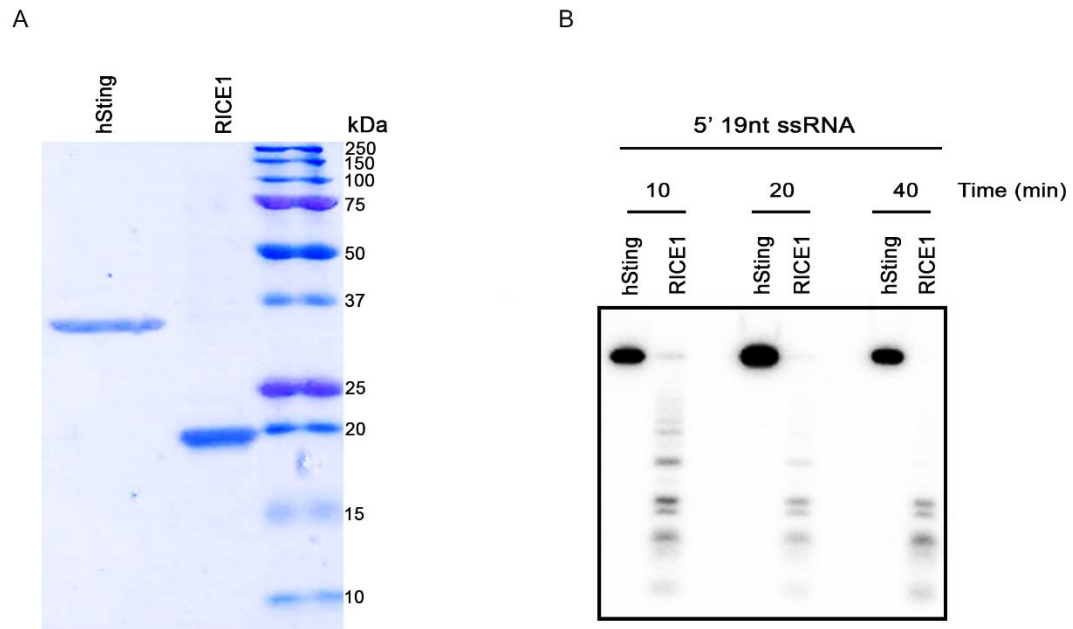 A
B
hSting
RICE1
kDa
250
150
100
75
50
37
25
20
15
10
5' 19nt ssRNA
10 20 40 Time (min)
hSting RICE1 hSting RICE1 hSting RICE1